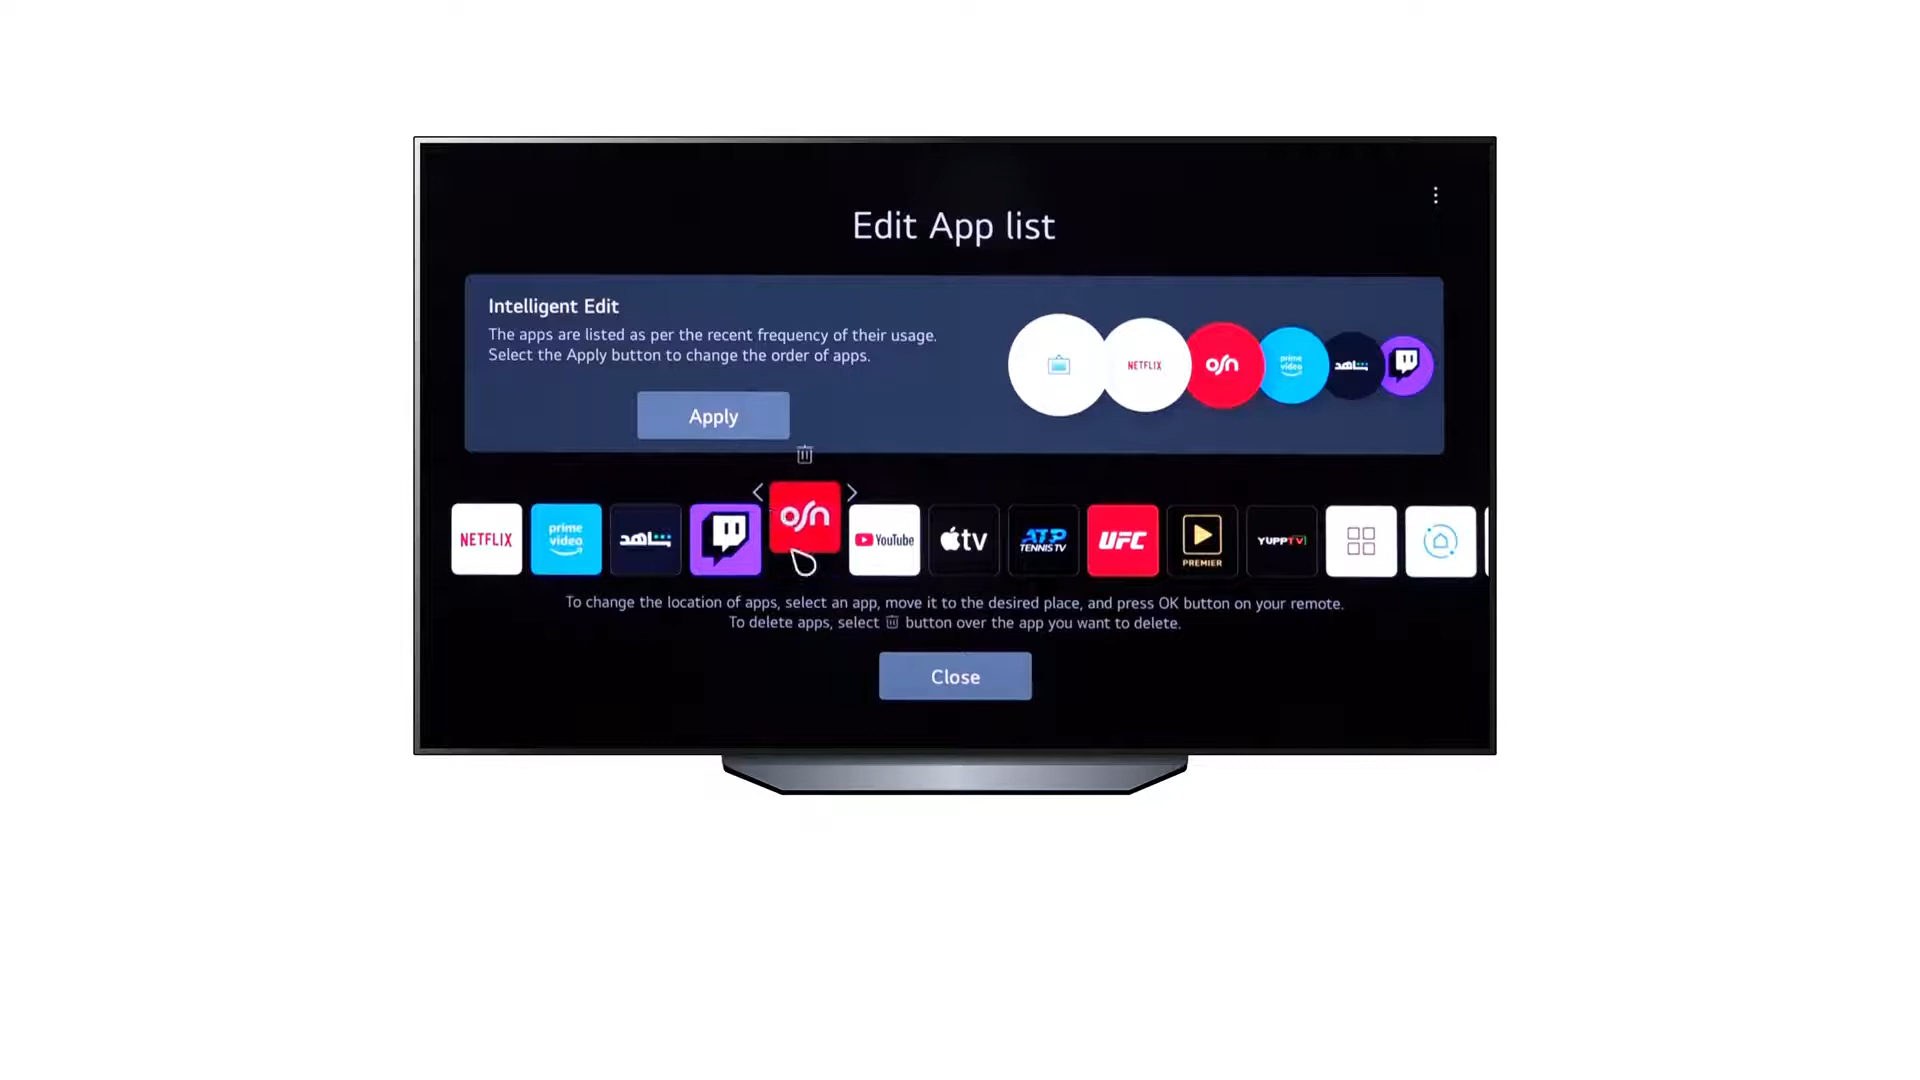 Edit App list
Intelligent Edit
The apps are listed as per the recent frequency of their usage.
Select the Apply button to change the order of apps.
Apply
NETFLIX
osn
prime video
شاهد
NETFLIX
prime video
شاهد
osn
YouTube
tv
ATP TENNIS TV
UFC
PREMIER
YUPPTV
To change the location of apps, select an app, move it to the desired place, and press OK button on your remote.
To delete apps, select button over the app you want to delete.
Close